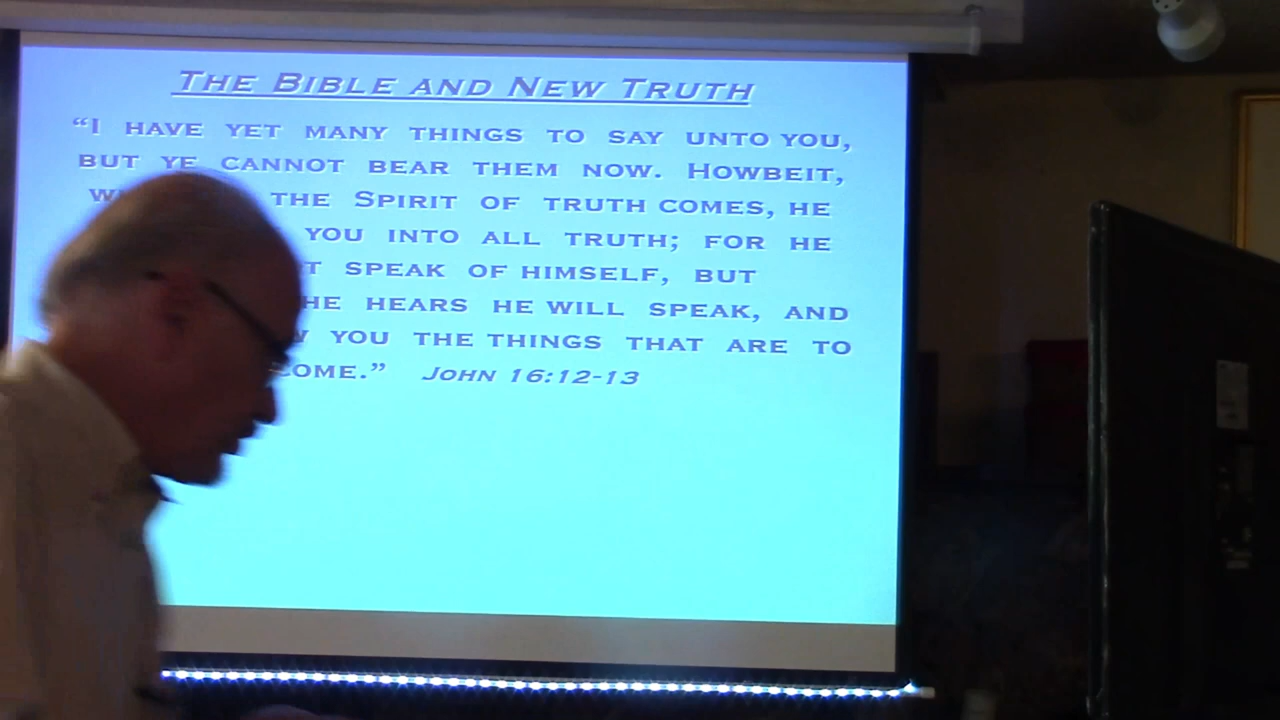 THE BIBLE AND NEW TRUTH
“I HAVE YET MANY THINGS TO SAY UNTO YOU,
BUT YE CANNOT BEAR THEM NOW. HOWBEIT,
THE SPIRIT OF TRUTH COMES, HE
YOU INTO ALL TRUTH; FOR HE
SPEAK OF HIMSELF, BUT
HE HEARS HE WILL SPEAK, AND
YOU THE THINGS THAT ARE TO
COME.” JOHN 16:12-13